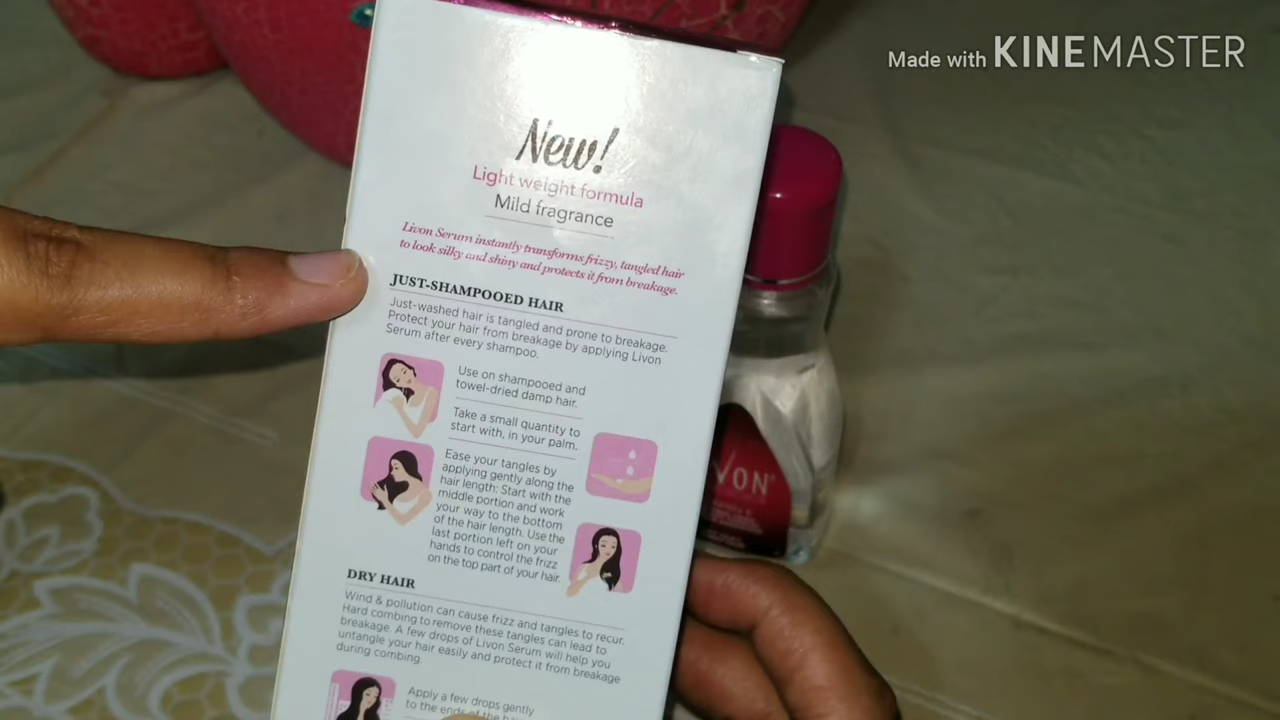 Made with KINEMASTER
New!
Light weight formula
Mild fragrance
Livon Serum instantly transforms frizzy, tangled hair
to look silky and shiny and protects it from breakage.
JUST-SHAMPOOED HAIR
Just-washed hair is tangled and prone to breakage.
Protect your hair from breakage by applying Livon
Serum after every shampoo.
Use on shampooed and
towel-dried damp hair.
Take a small quantity to
start with, in your palm.
Ease your tangles by
applying gently along the
hair length: Start with the
middle portion and work
your way to the bottom
of the hair length. Use the
last portion left on your
hands to control the frizz
on the top part of your hair.
DRY HAIR
Wind & pollution can cause frizz and tangles to recur.
Hard combing to remove these tangles can lead to
breakage. A few drops of Livon Serum will help you
untangle your hair easily and protect it from breakage
during combing.
Apply a few drops gently
to the ends of the
VON